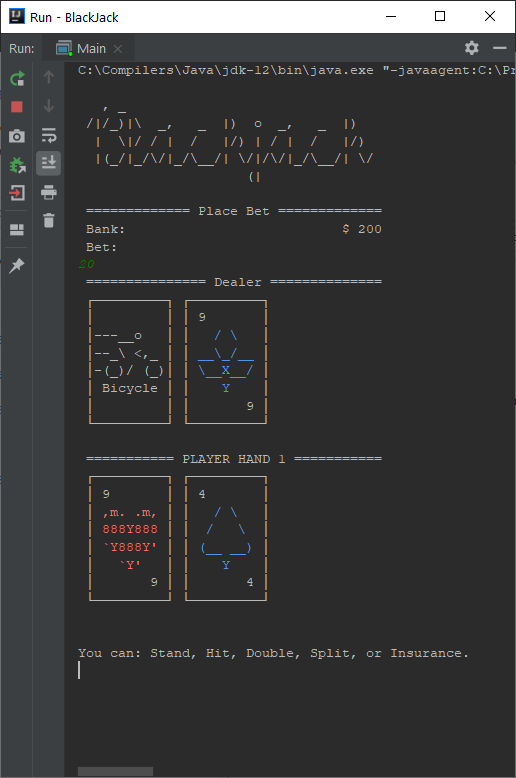 Run - BlackJack
Run: Main
C:\Compilers\Java\jdk-12\bin\java.exe "-javaagent:C:\Pr
============= Place Bet =============
Bank: $ 200
Bet:
20
=============== Dealer ==============
9
Bicycle
9
=========== PLAYER HAND 1 ===========
9 4
9 4
You can: Stand, Hit, Double, Split, or Insurance.